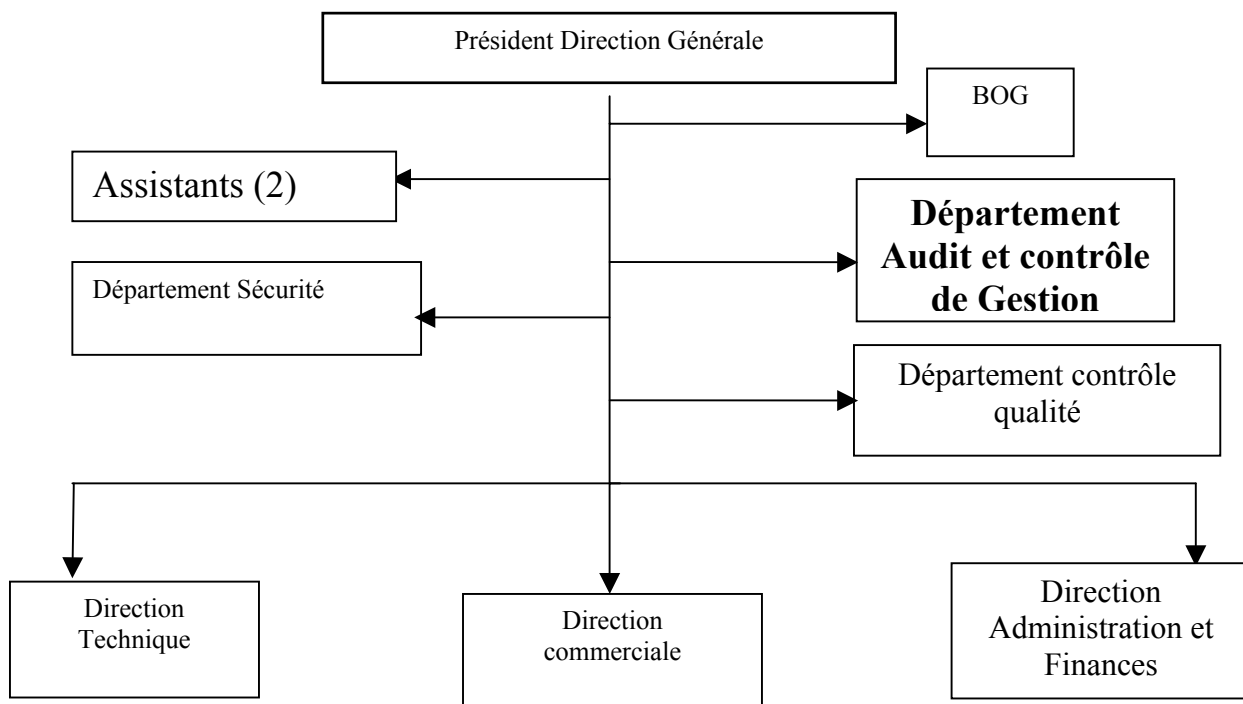 Président Direction Générale
BOG
Assistants (2)
Département
Audit et contrôle
de Gestion
Département Sécurité
Département contrôle
qualité
Direction
Technique
Direction
commerciale
Direction
Administration et
Finances